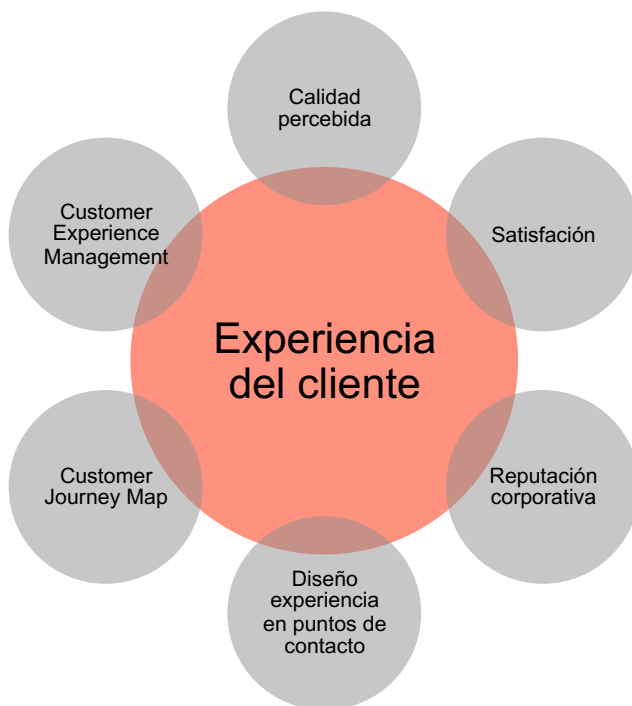 Calidad
percebida
Customer
Experience
Management
Satisfacción
Experiencia
del cliente
Customer
Journey Map
Reputación
corporativa
Diseño
experiencia
en puntos de
contacto